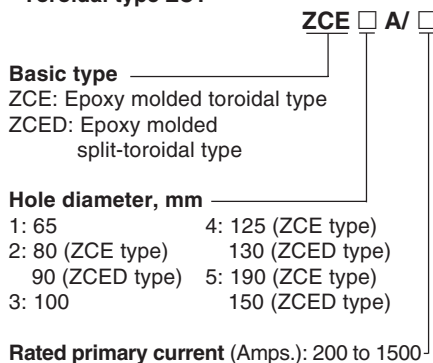 Toroidal type ZCT
ZCE □ A/ □
Basic type
ZCE: Epoxy molded toroidal type
ZCED: Epoxy molded
split-toroidal type
Hole diameter, mm
1: 65 4: 125 (ZCE type)
2: 80 (ZCE type) 130 (ZCED type)
90 (ZCED type) 5: 190 (ZCE type)
3: 100 150 (ZCED type)
Rated primary current (Amps.): 200 to 1500